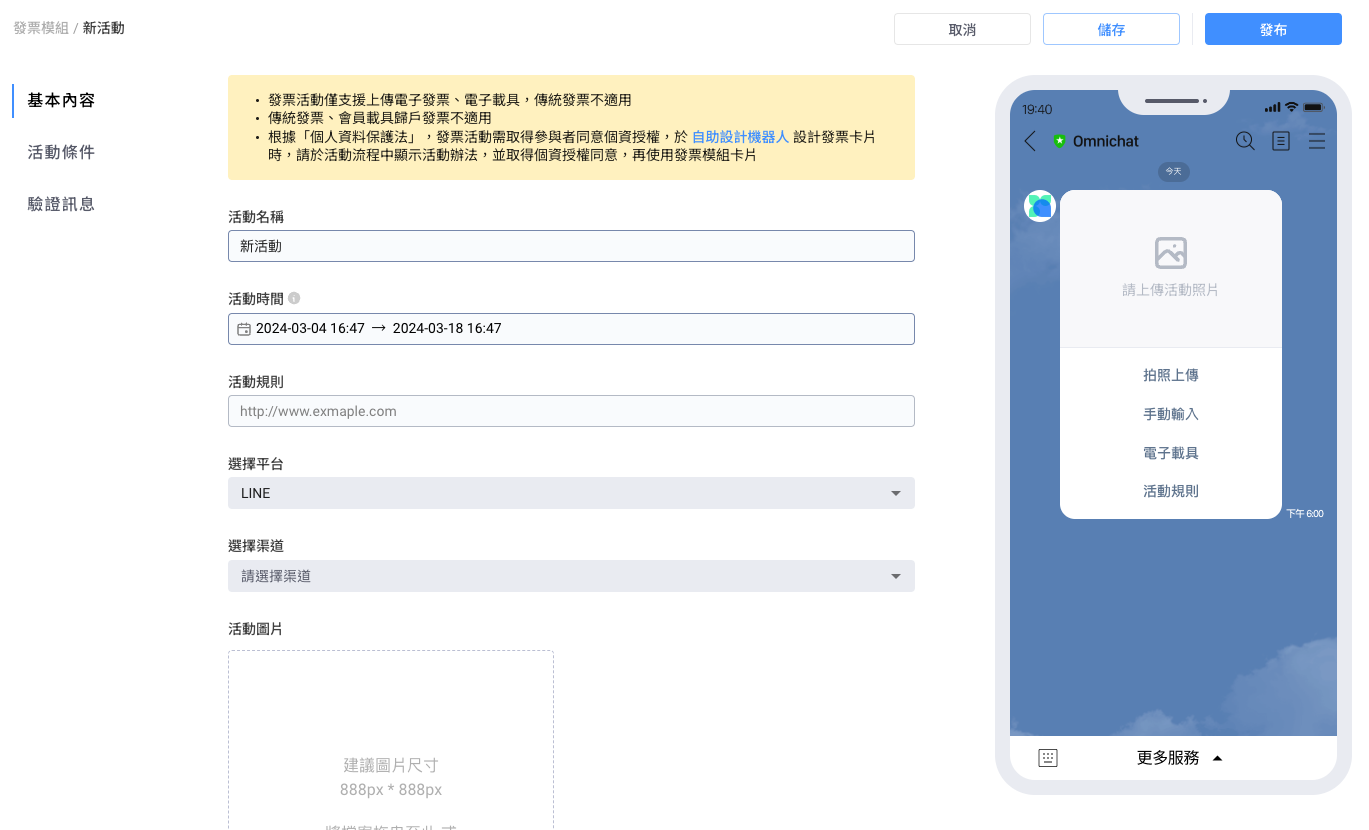 發票模組 / 新活動
取消
儲存
發布
基本內容
活動條件
驗證訊息
• 發票活動僅支援上傳電子發票、電子載具，傳統發票不適用
• 傳統發票、會員載具歸戶發票不適用
• 根據「個人資料保護法」，發票活動需取得參與者同意個資授權，於 自助設計機器人 設計發票卡片
時，請於活動流程中顯示活動辦法，並取得個資授權同意，再使用發票模組卡片
活動名稱
新活動
活動時間
2024-03-04 16:47 → 2024-03-18 16:47
活動規則
http://www.exmaple.com
選擇平台
LINE
選擇渠道
請選擇渠道
活動圖片
建議圖片尺寸
888px * 888px
19:40
Omnichat
今天
請上傳活動照片
拍照上傳
手動輸入
電子載具
活動規則
下午 6:00
更多服務